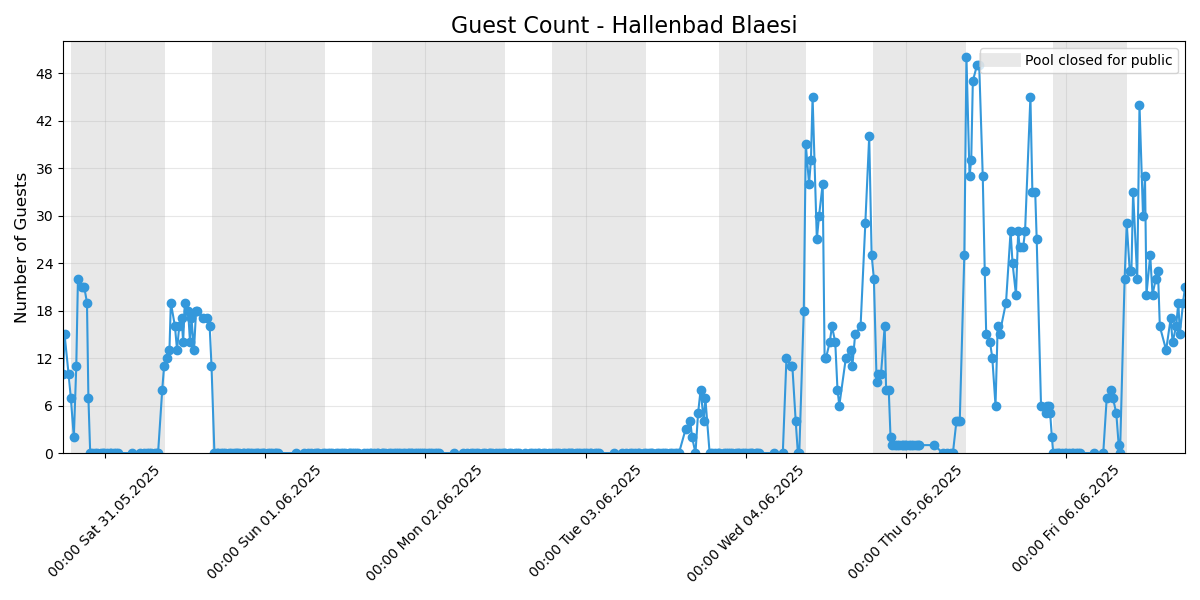 Guest Count - Hallenbad Blaesi
Pool closed for public
Number of Guests
48
42
36
30
24
18
12
6
0
00:00 Sat 31.05.2025
00:00 Sun 01.06.2025
00:00 Mon 02.06.2025
00:00 Tue 03.06.2025
00:00 Wed 04.06.2025
00:00 Thu 05.06.2025
00:00 Fri 06.06.2025